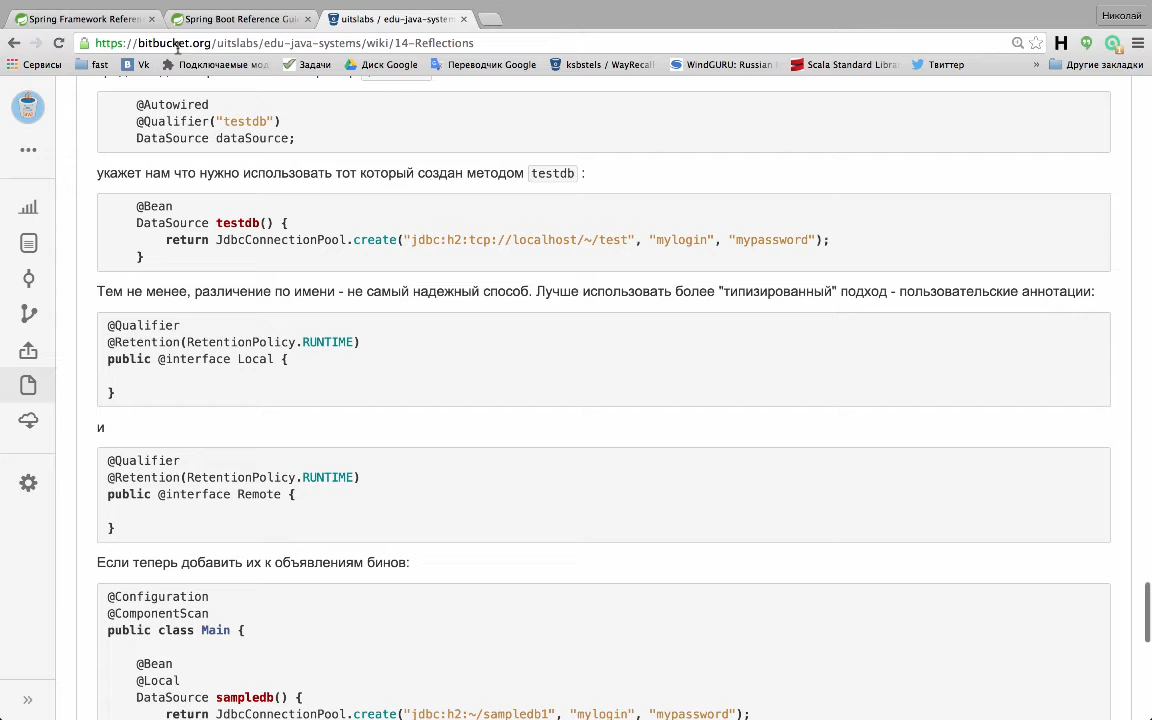 Spring Framework Referen
Spring Boot Reference Gui
uitslabs / edu-java-system
Николай
https://bitbucket.org/uitslabs/edu-java-systems/wiki/14-Reflections
Сервисы
fast
Vk
Подключаемые мод
Задачи
Диск Google
Переводчик Google
ksbstels / WayRecall
WindGURU: Russian
Scala Standard Libra
Твиттер
»
Другие закладки
@Autowired
@Qualifier("testdb")
DataSource dataSource;
укажет нам что нужно использовать тот который создан методом testdb :
@Bean
DataSource testdb() {
return JdbcConnectionPool.create("jdbc:h2:tcp://localhost/~/test", "mylogin", "mypassword");
}
Тем не менее, различение по имени - не самый надежный способ. Лучше использовать более "типизированный" подход - пользовательские аннотации:
@Qualifier
@Retention(RetentionPolicy.RUNTIME)
public @interface Local {
}
и
@Qualifier
@Retention(RetentionPolicy.RUNTIME)
public @interface Remote {
}
Если теперь добавить их к объявлениям бинов:
@Configuration
@ComponentScan
public class Main {
@Bean
@Local
DataSource sampledb() {
return JdbcConnectionPool.create("jdbc:h2:~/sampledb1", "mylogin", "mypassword");